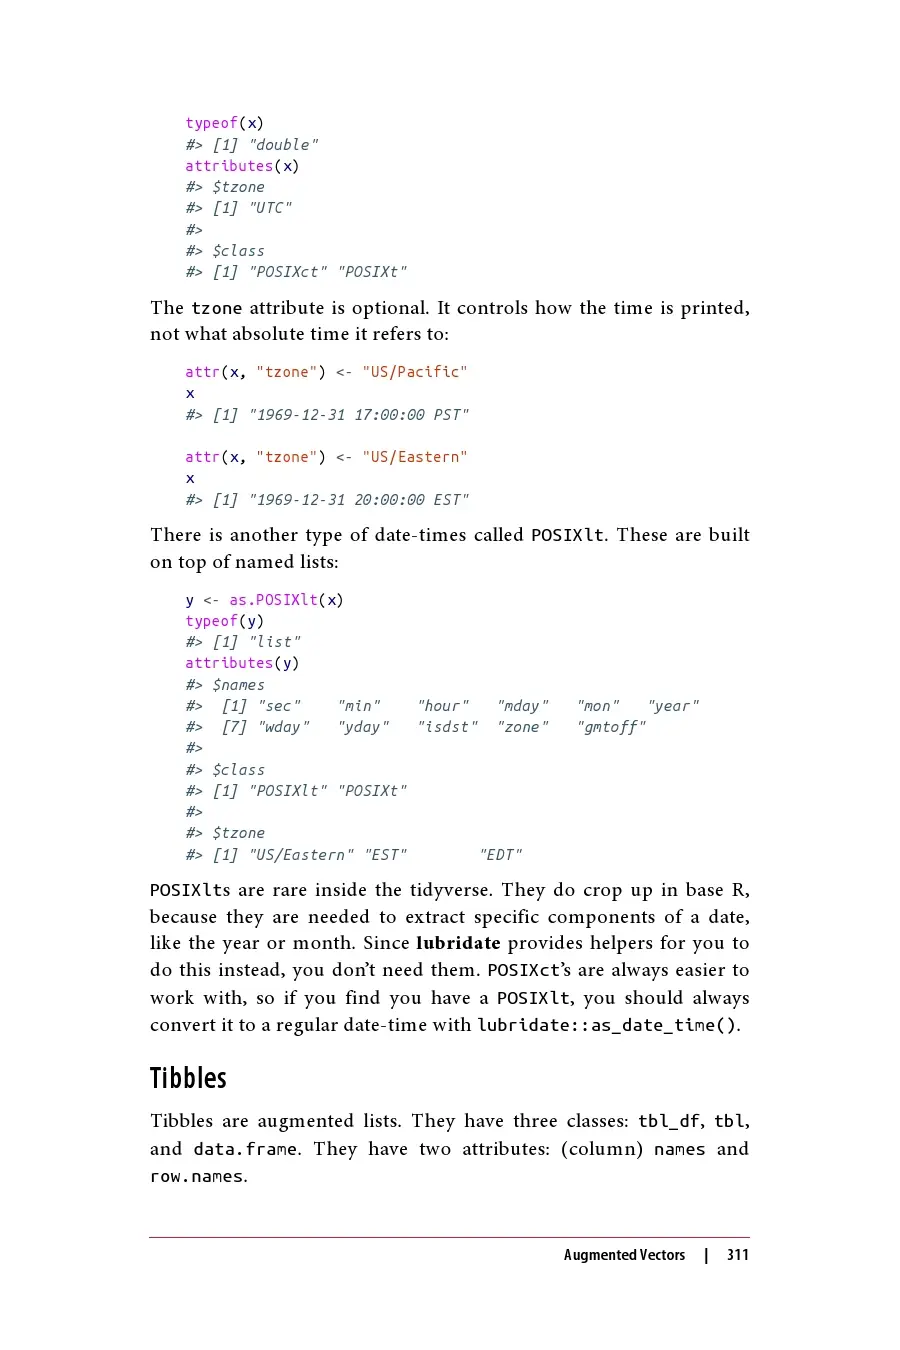 typeof(x)
#> [1] "double"
attributes(x)
#> $tzone
#> [1] "UTC"
#>
#> $class
#> [1] "POSIXct" "POSIXt"
The tzone attribute is optional. It controls how the time is printed,
not what absolute time it refers to:
attr(x, "tzone") <- "US/Pacific"
x
#> [1] "1969-12-31 17:00:00 PST"
attr(x, "tzone") <- "US/Eastern"
x
#> [1] "1969-12-31 20:00:00 EST"
There is another type of date-times called POSIXlt. These are built
on top of named lists:
y <- as.POSIXlt(x)
typeof(y)
#> [1] "list"
attributes(y)
#> $names
#>  [1] "sec"    "min"    "hour"   "mday"   "mon"   "year"
#>  [7] "wday"   "yday"   "isdst"  "zone"   "gmtoff"
#>
#> $class
#> [1] "POSIXlt" "POSIXt"
#>
#> $tzone
#> [1] "US/Eastern" "EST"        "EDT"
POSIXlts are rare inside the tidyverse. They do crop up in base R,
because they are needed to extract specific components of a date,
like the year or month. Since lubridate provides helpers for you to
do this instead, you don’t need them. POSIXct’s are always easier to
work with, so if you find you have a POSIXlt, you should always
convert it to a regular date-time with lubridate::as_date_time().
Tibbles
Tibbles are augmented lists. They have three classes: tbl_df, tbl,
and data.frame. They have two attributes: (column) names and
row.names.
Augmented Vectors | 311